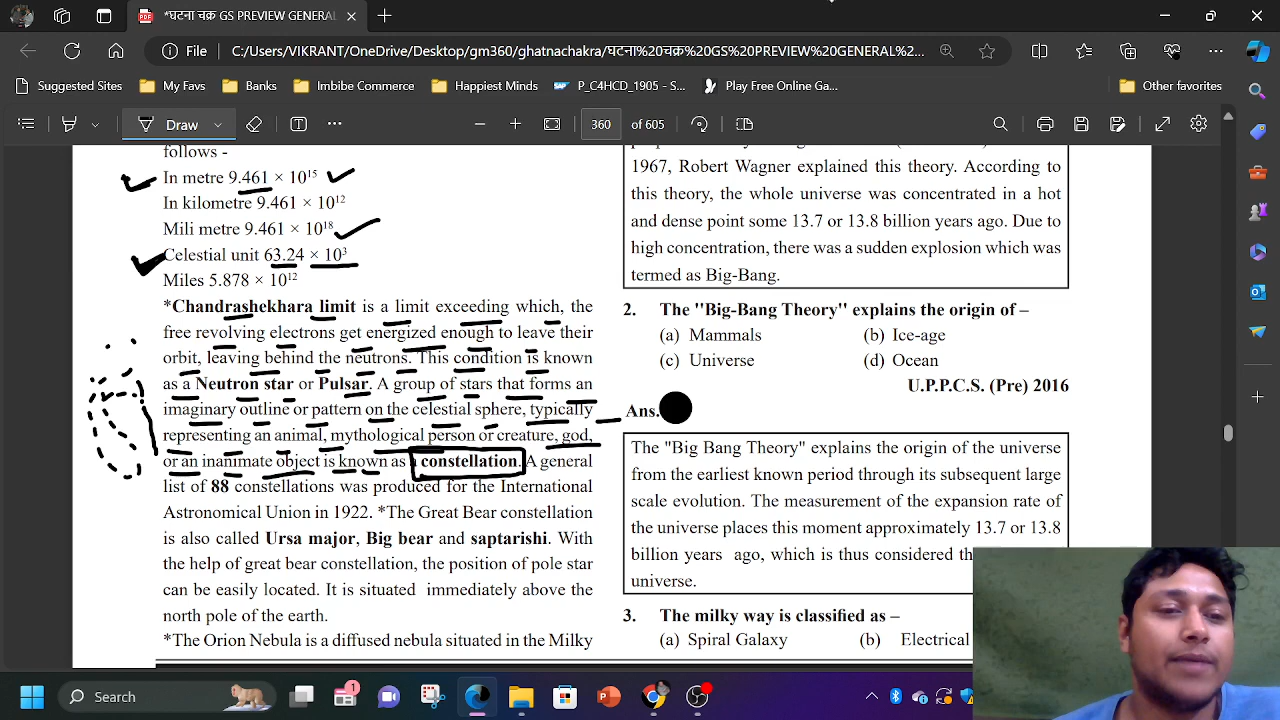 *घटना चक्र GS PREVIEW GENERAL
File
C:/Users/VIKRANT/OneDrive/Desktop/gm360/ghatnachakra/घटना%20चक्र%20GS%20PREVIEW%20GENERAL%2...
Suggested Sites
My Favs
Banks
Imbibe Commerce
Happiest Minds
P_C4HCD_1905 - S...
Play Free Online Ga...
Other favorites
Draw
360 of 605
follows -
In metre 9.461 × 10¹⁵
In kilometre 9.461 × 10¹²
Mili metre 9.461 × 10¹⁸
Celestial unit 63.24 × 10³
Miles 5.878 × 10¹²
*Chandrashekhara limit is a limit exceeding which, the
free revolving electrons get energized enough to leave their
orbit, leaving behind the neutrons. This condition is known
as a Neutron star or Pulsar. A group of stars that forms an
imaginary outline or pattern on the celestial sphere, typically
representing an animal, mythological person or creature, god,
or an inanimate object is known as a constellation. A general
list of 88 constellations was produced for the International
Astronomical Union in 1922. *The Great Bear constellation
is also called Ursa major, Big bear and saptarishi. With
the help of great bear constellation, the position of pole star
can be easily located. It is situated immediately above the
north pole of the earth.
*The Orion Nebula is a diffused nebula situated in the Milky
1967, Robert Wagner explained this theory. According to
this theory, the whole universe was concentrated in a hot
and dense point some 13.7 or 13.8 billion years ago. Due to
high concentration, there was a sudden explosion which was
termed as Big-Bang.
2. The "Big-Bang Theory" explains the origin of –
(a) Mammals (b) Ice-age
(c) Universe (d) Ocean
U.P.P.C.S. (Pre) 2016
Ans.
The "Big Bang Theory" explains the origin of the universe
from the earliest known period through its subsequent large
scale evolution. The measurement of the expansion rate of
the universe places this moment approximately 13.7 or 13.8
billion years ago, which is thus considered th
universe.
3. The milky way is classified as –
(a) Spiral Galaxy (b) Electrical
Search
1